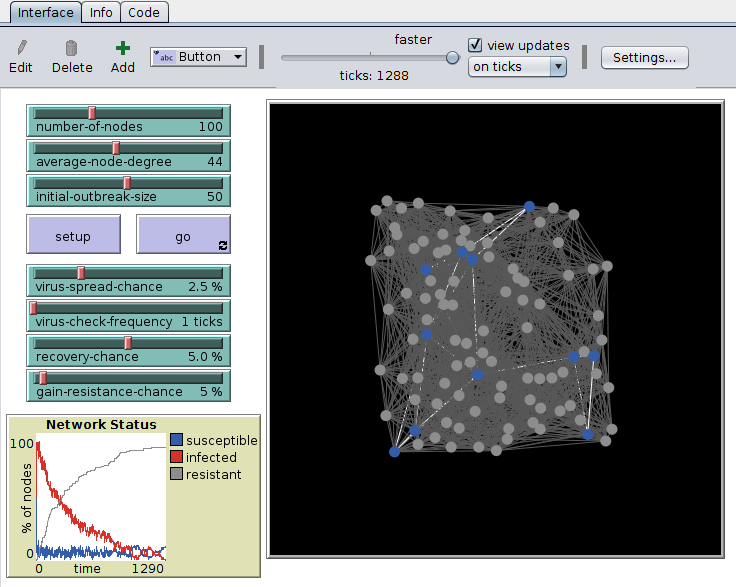 Interface Info Code
faster
Edit Delete Add abc Button view updates
on ticks Settings...
ticks: 1288
number-of-nodes 100
average-node-degree 44
initial-outbreak-size 50
setup go
virus-spread-chance 2.5 %
virus-check-frequency 1 ticks
recovery-chance 5.0 %
gain-resistance-chance 5 %
Network Status
100
% of nodes
0
0 time 1290
susceptible
infected
resistant